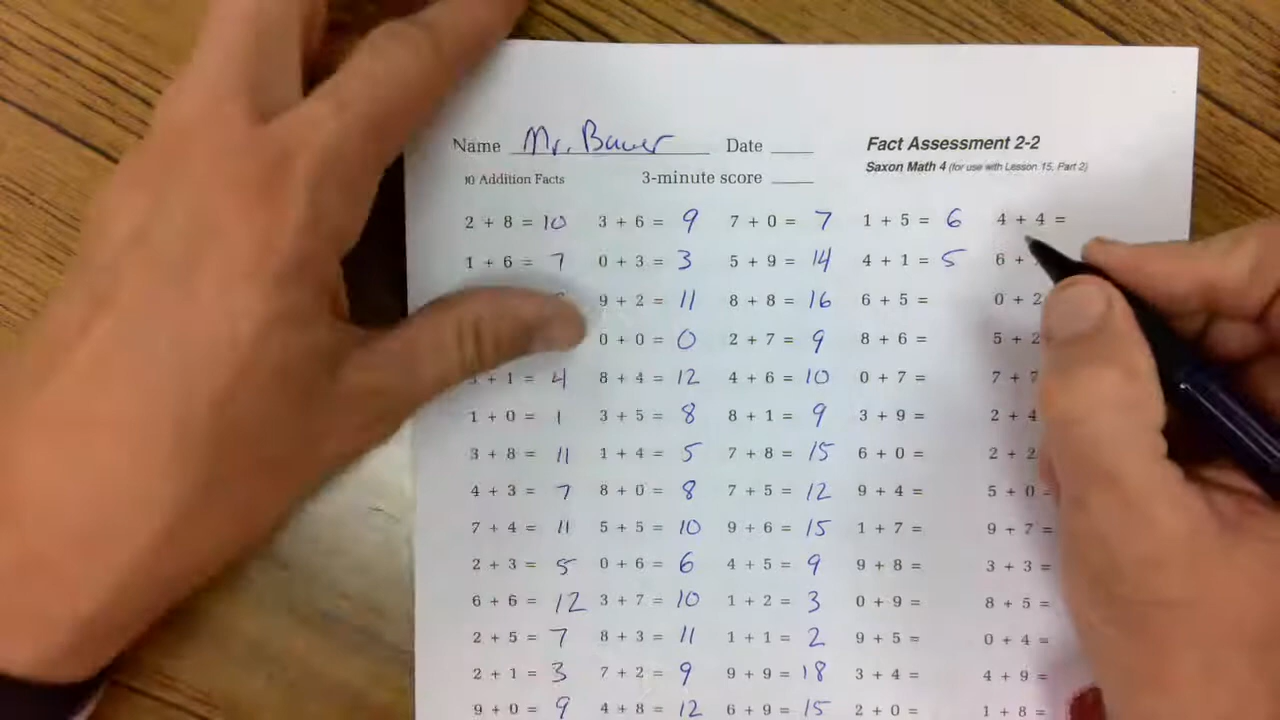 Name Mr. Bauer Date Fact Assessment 2-2
Saxon Math 4 (for use with Lesson 15, Part 2)
10 Addition Facts 3-minute score
2 + 8 = 10 3 + 6 = 9 7 + 0 = 7 1 + 5 = 6 4 + 4 =
1 + 6 = 7 0 + 3 = 3 5 + 9 = 14 4 + 1 = 5 6 +
9 + 2 = 11 8 + 8 = 16 6 + 5 = 0 + 2
0 + 0 = 0 2 + 7 = 9 8 + 6 = 5 + 2
+ 1 = 4 8 + 4 = 12 4 + 6 = 10 0 + 7 = 7 + 7
1 + 0 = 1 3 + 5 = 8 8 + 1 = 9 3 + 9 = 2 + 4
3 + 8 = 11 1 + 4 = 5 7 + 8 = 15 6 + 0 = 2 + 2
4 + 3 = 7 8 + 0 = 8 7 + 5 = 12 9 + 4 = 5 + 0 =
7 + 4 = 11 5 + 5 = 10 9 + 6 = 15 1 + 7 = 9 + 7 =
2 + 3 = 5 0 + 6 = 6 4 + 5 = 9 9 + 8 = 3 + 3 =
6 + 6 = 12 3 + 7 = 10 1 + 2 = 3 0 + 9 = 8 + 5 =
2 + 5 = 7 8 + 3 = 11 1 + 1 = 2 9 + 5 = 0 + 4 =
2 + 1 = 3 7 + 2 = 9 9 + 9 = 18 3 + 4 = 4 + 9 =
9 + 0 = 9 4 + 8 = 12 6 + 9 = 15 2 + 0 = 1 + 8 =